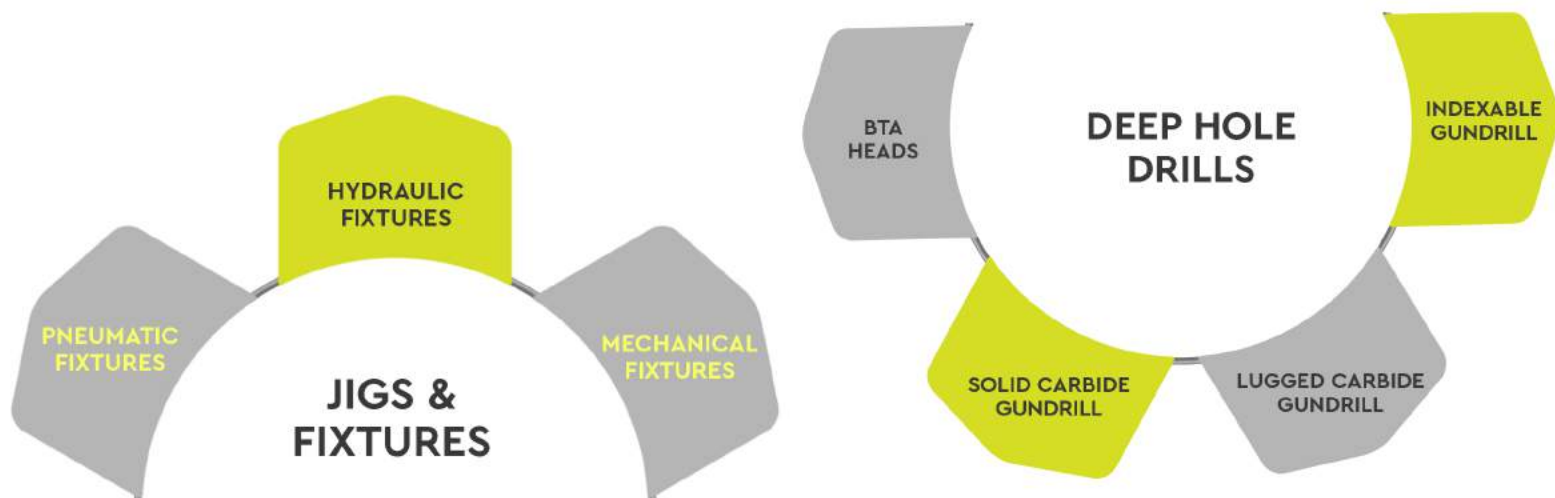 HYDRAULIC
FIXTURES
PNEUMATIC
FIXTURES
MECHANICAL
FIXTURES
JIGS &
FIXTURES
BTA
HEADS
DEEP HOLE
DRILLS
INDEXABLE
GUNDRILL
SOLID CARBIDE
GUNDRILL
LUGGED CARBIDE
GUNDRILL